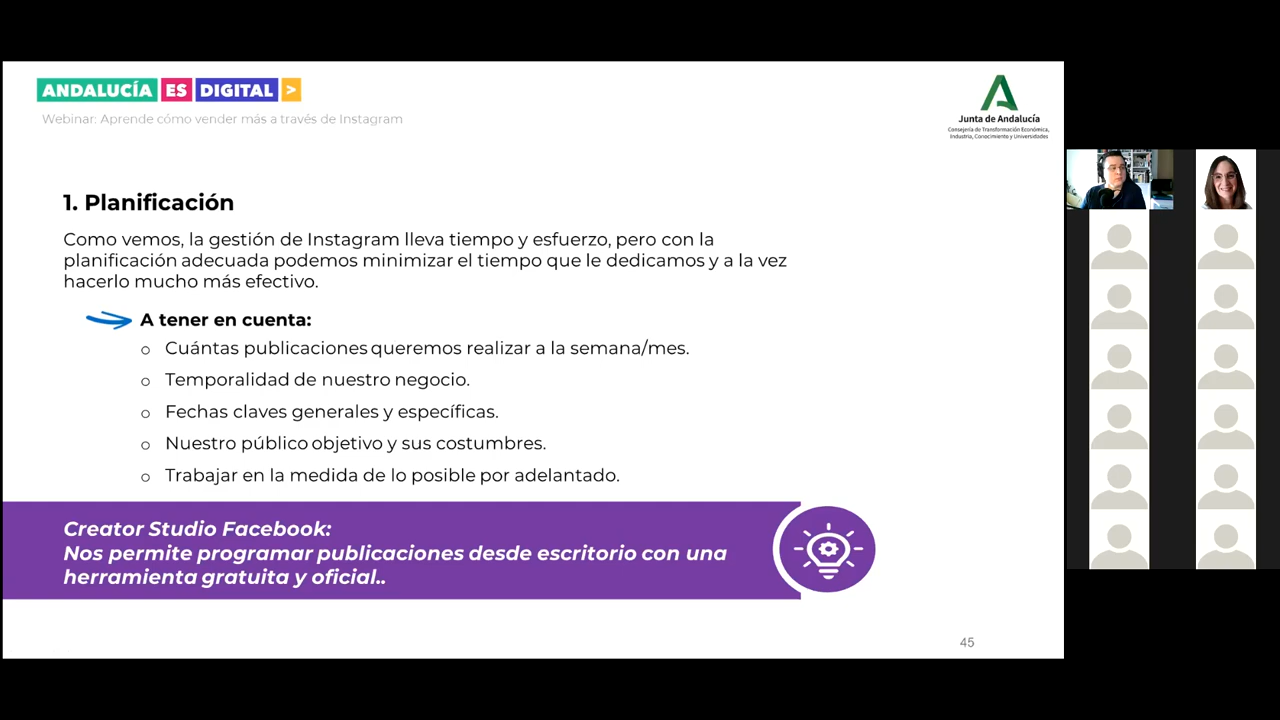 ANDALUCÍA ES DIGITAL >
Webinar: Aprende cómo vender más a través de Instagram
Junta de Andalucía
Consejería de Transformación Económica,
Industria, Conocimiento y Universidades
1. Planificación
Como vemos, la gestión de Instagram lleva tiempo y esfuerzo, pero con la
planificación adecuada podemos minimizar el tiempo que le dedicamos y a la vez
hacerlo mucho más efectivo.
A tener en cuenta:
o Cuántas publicaciones queremos realizar a la semana/mes.
o Temporalidad de nuestro negocio.
o Fechas claves generales y específicas.
o Nuestro público objetivo y sus costumbres.
o Trabajar en la medida de lo posible por adelantado.
Creator Studio Facebook:
Nos permite programar publicaciones desde escritorio con una
herramienta gratuita y oficial..
45